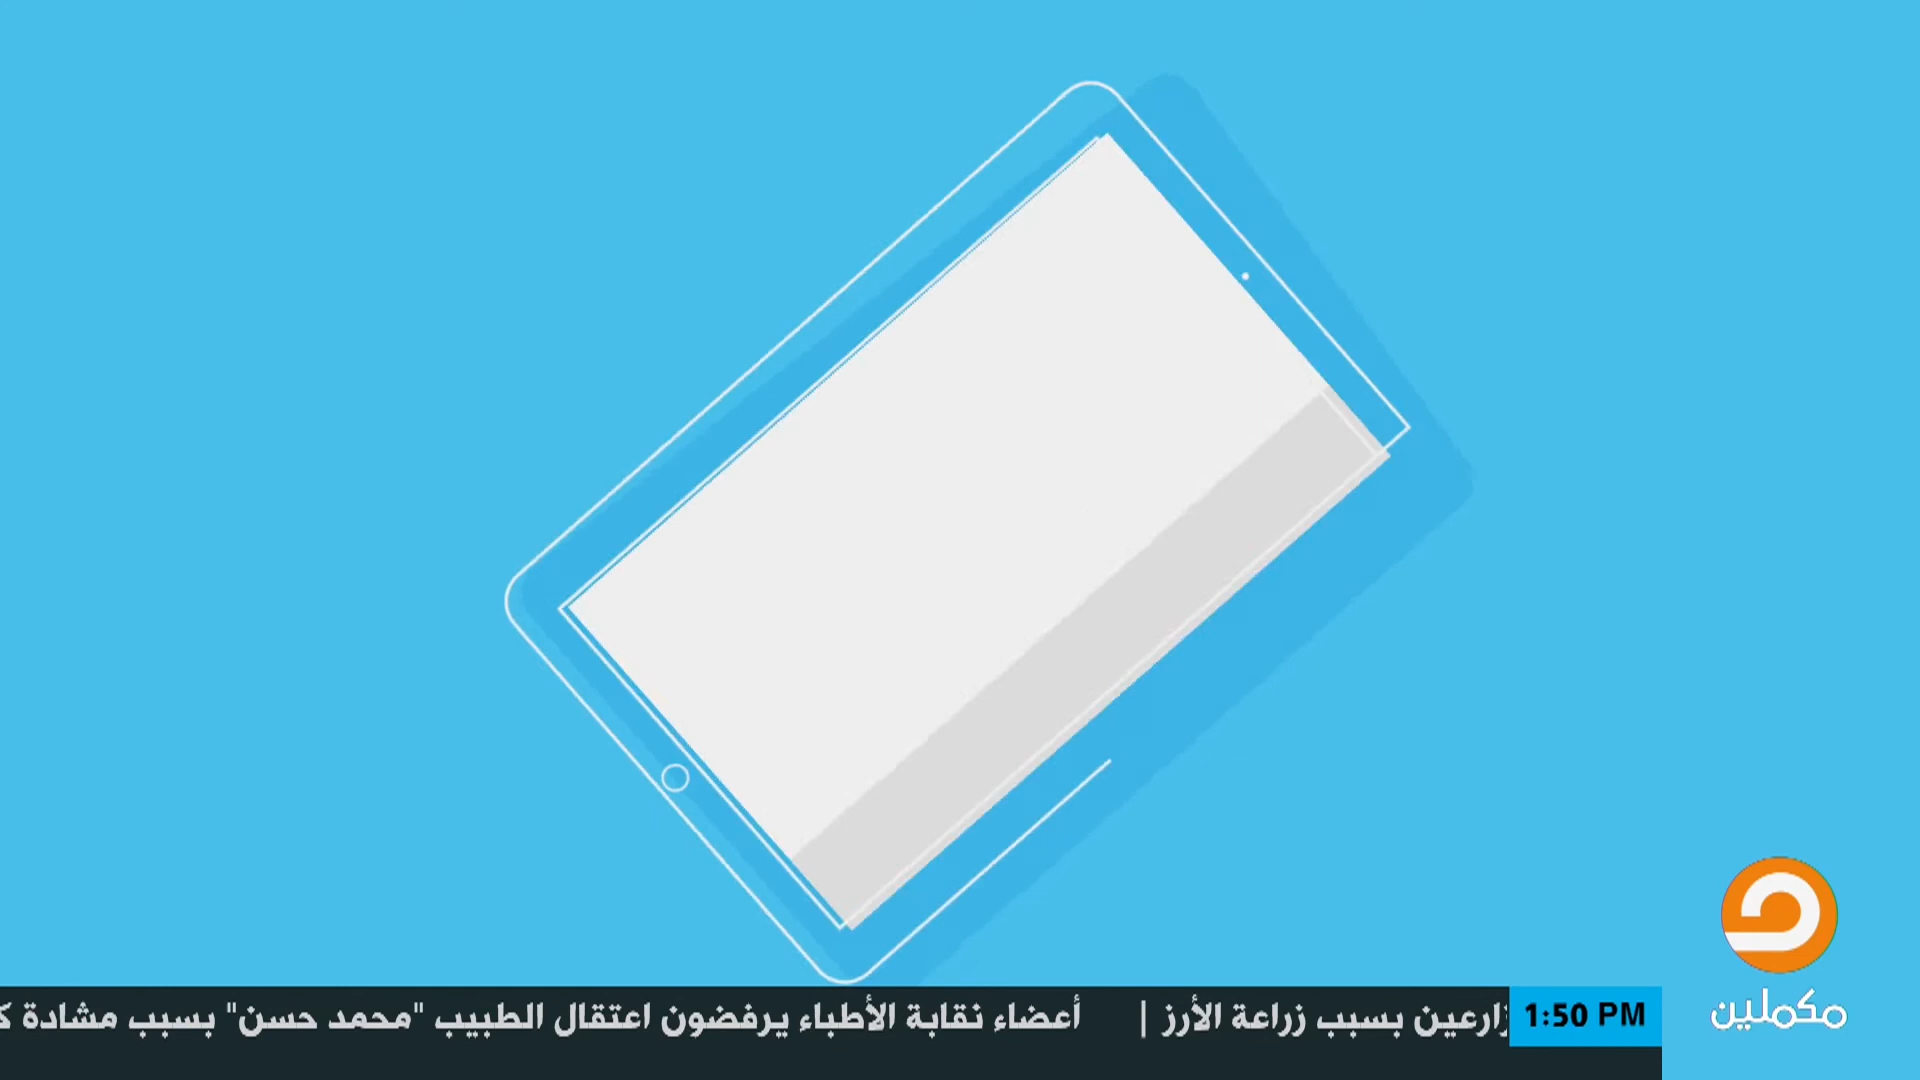 زارعين بسبب زراعة الأرز | أعضاء نقابة الأطباء يرفضون اعتقال الطبيب "محمد حسن" بسبب مشادة
1:50 PM
مكملين